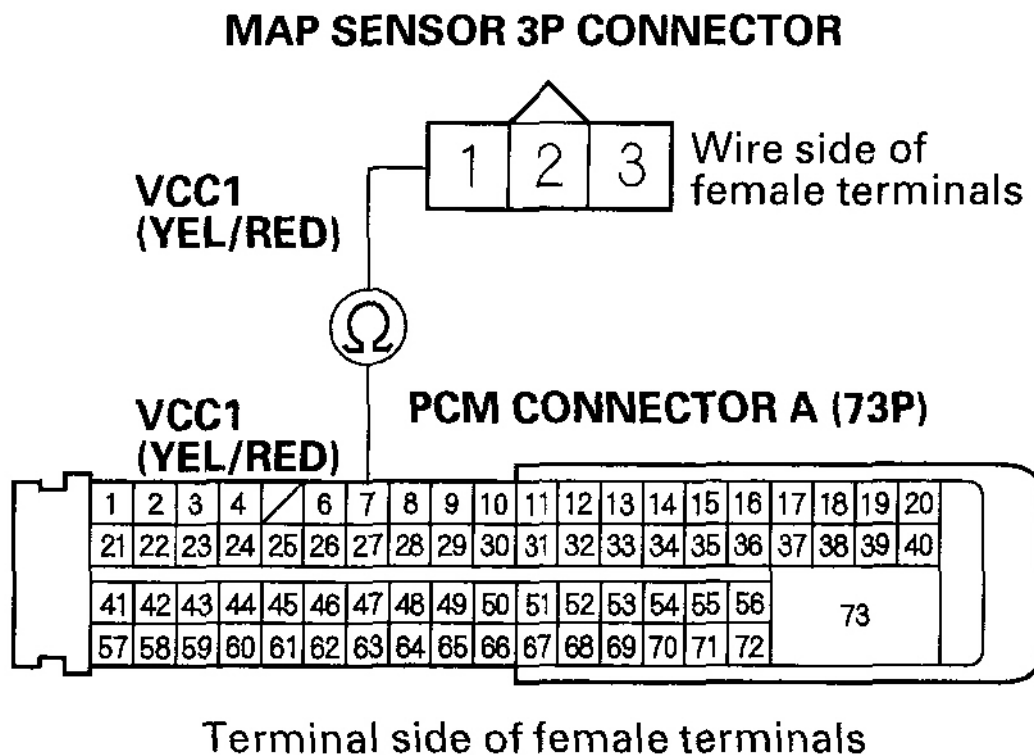 MAP SENSOR 3P CONNECTOR
1 2 3
Wire side of
female terminals
VCC1
(YEL/RED)
Ω
VCC1
(YEL/RED)
PCM CONNECTOR A (73P)
1 2 3 4 6 7 8 9 10 11 12 13 14 15 16 17 18 19 20
21 22 23 24 25 26 27 28 29 30 31 32 33 34 35 36 37 38 39 40
41 42 43 44 45 46 47 48 49 50 51 52 53 54 55 56
73
57 58 59 60 61 62 63 64 65 66 67 68 69 70 71 72
Terminal side of female terminals